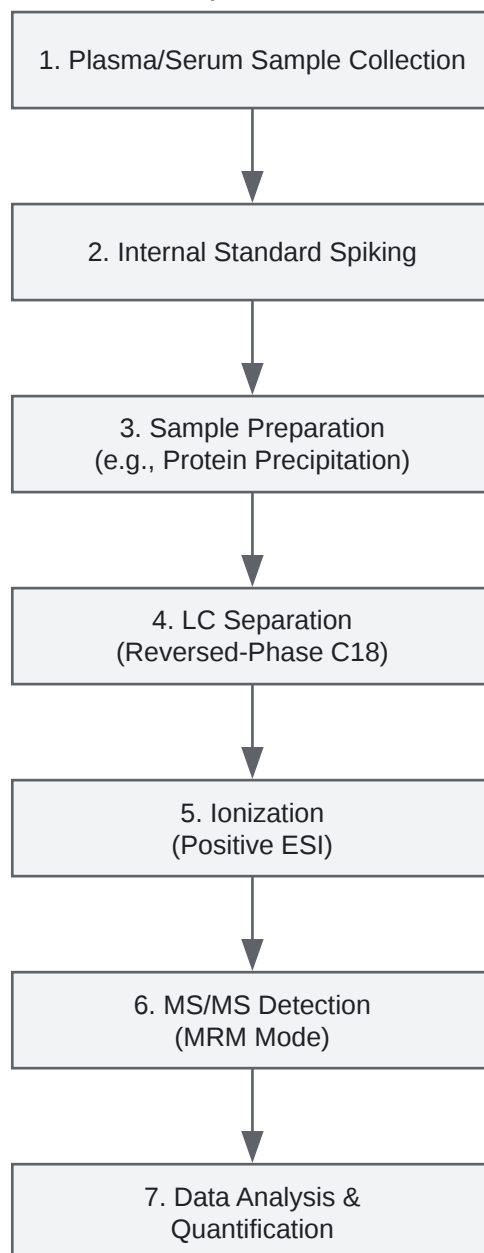 1. Plasma/Serum Sample Collection
2. Internal Standard Spiking
3. Sample Preparation
(e.g., Protein Precipitation)
4. LC Separation
(Reversed-Phase C18)
5. Ionization
(Positive ESI)
6. MS/MS Detection
(MRM Mode)
7. Data Analysis &
Quantification